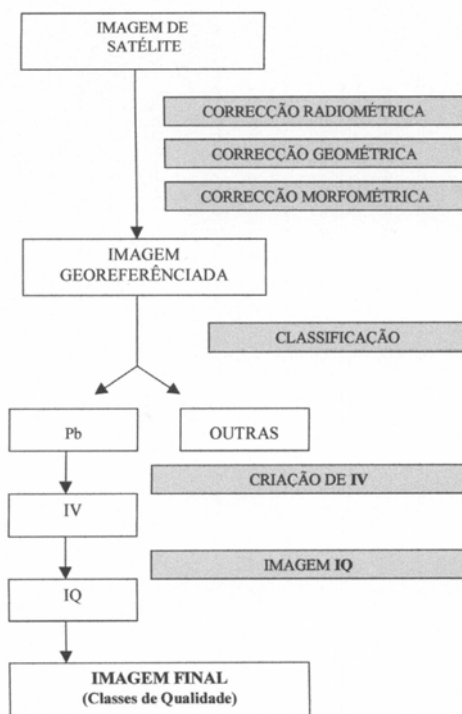 IMAGEM DE
SATÉLITE
CORRECÇÃO RADIOMÉTRICA
CORRECÇÃO GEOMÉTRICA
CORRECÇÃO MORFOMÉTRICA
IMAGEM
GEOREFERÊNCIADA
CLASSIFICAÇÃO
Pb
OUTRAS
CRIAÇÃO DE IV
IV
IMAGEM IQ
IQ
IMAGEM FINAL
(Classes de Qualidade)